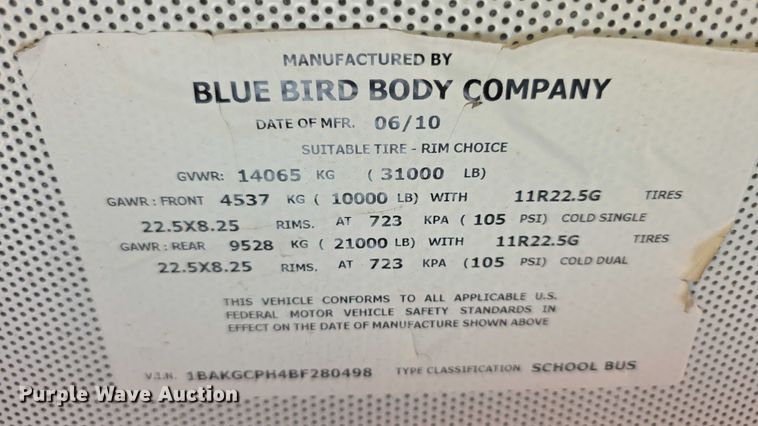 MANUFACTURED BY
BLUE BIRD BODY COMPANY
DATE OF MFR. 06/10
SUITABLE TIRE - RIM CHOICE
GVWR: 14065 KG ( 31000 LB)
GAWR : FRONT 4537 KG ( 10000 LB) WITH 11R22.5G TIRES
22.5X8.25 RIMS. AT 723 KPA ( 105 PSI) COLD SINGLE
GAWR : REAR 9528 KG ( 21000 LB) WITH 11R22.5G TIRES
22.5X8.25 RIMS. AT 723 KPA (105 PSI) COLD DUAL
THIS VEHICLE CONFORMS TO ALL APPLICABLE U.S.
FEDERAL MOTOR VEHICLE SAFETY STANDARDS IN
EFFECT ON THE DATE OF MANUFACTURE SHOWN ABOVE
V.I.N. 1BAKGCPH4BF280498 TYPE CLASSIFICATION SCHOOL BUS
Purple Wave Auction